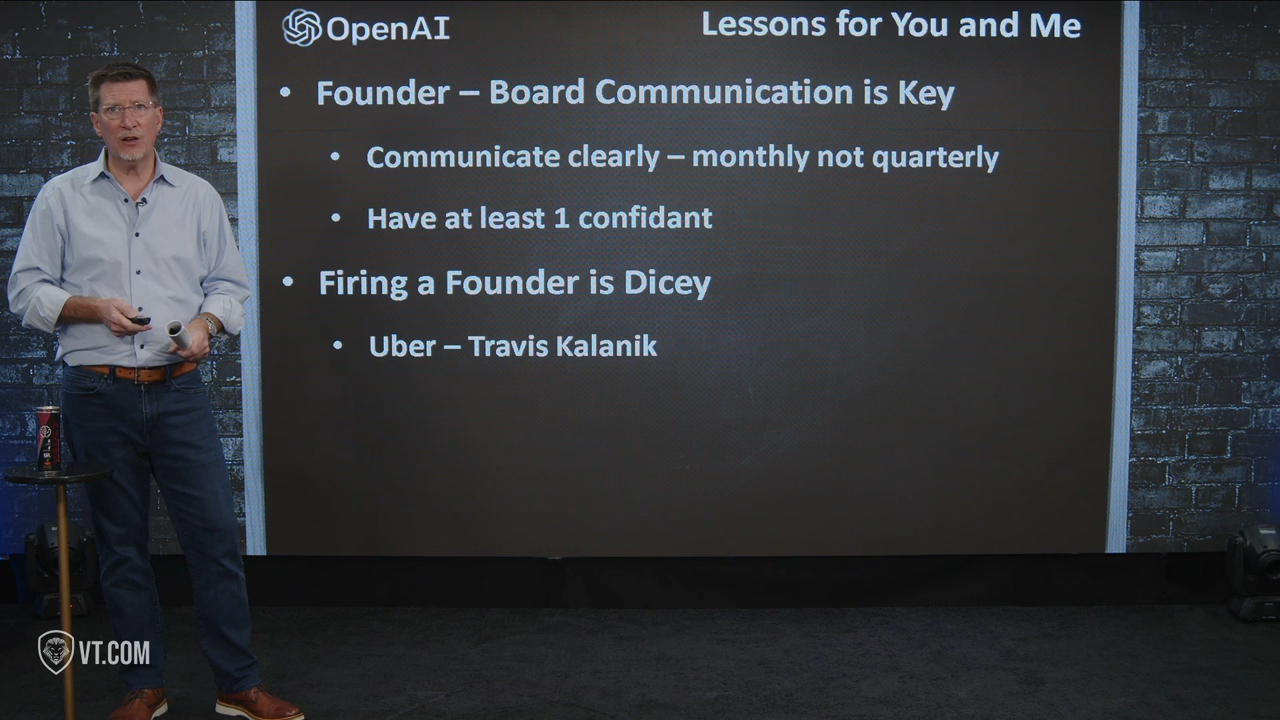 OpenAI
Lessons for You and Me
• Founder – Board Communication is Key
• Communicate clearly – monthly not quarterly
• Have at least 1 confidant
• Firing a Founder is Dicey
• Uber – Travis Kalanik
VT.COM